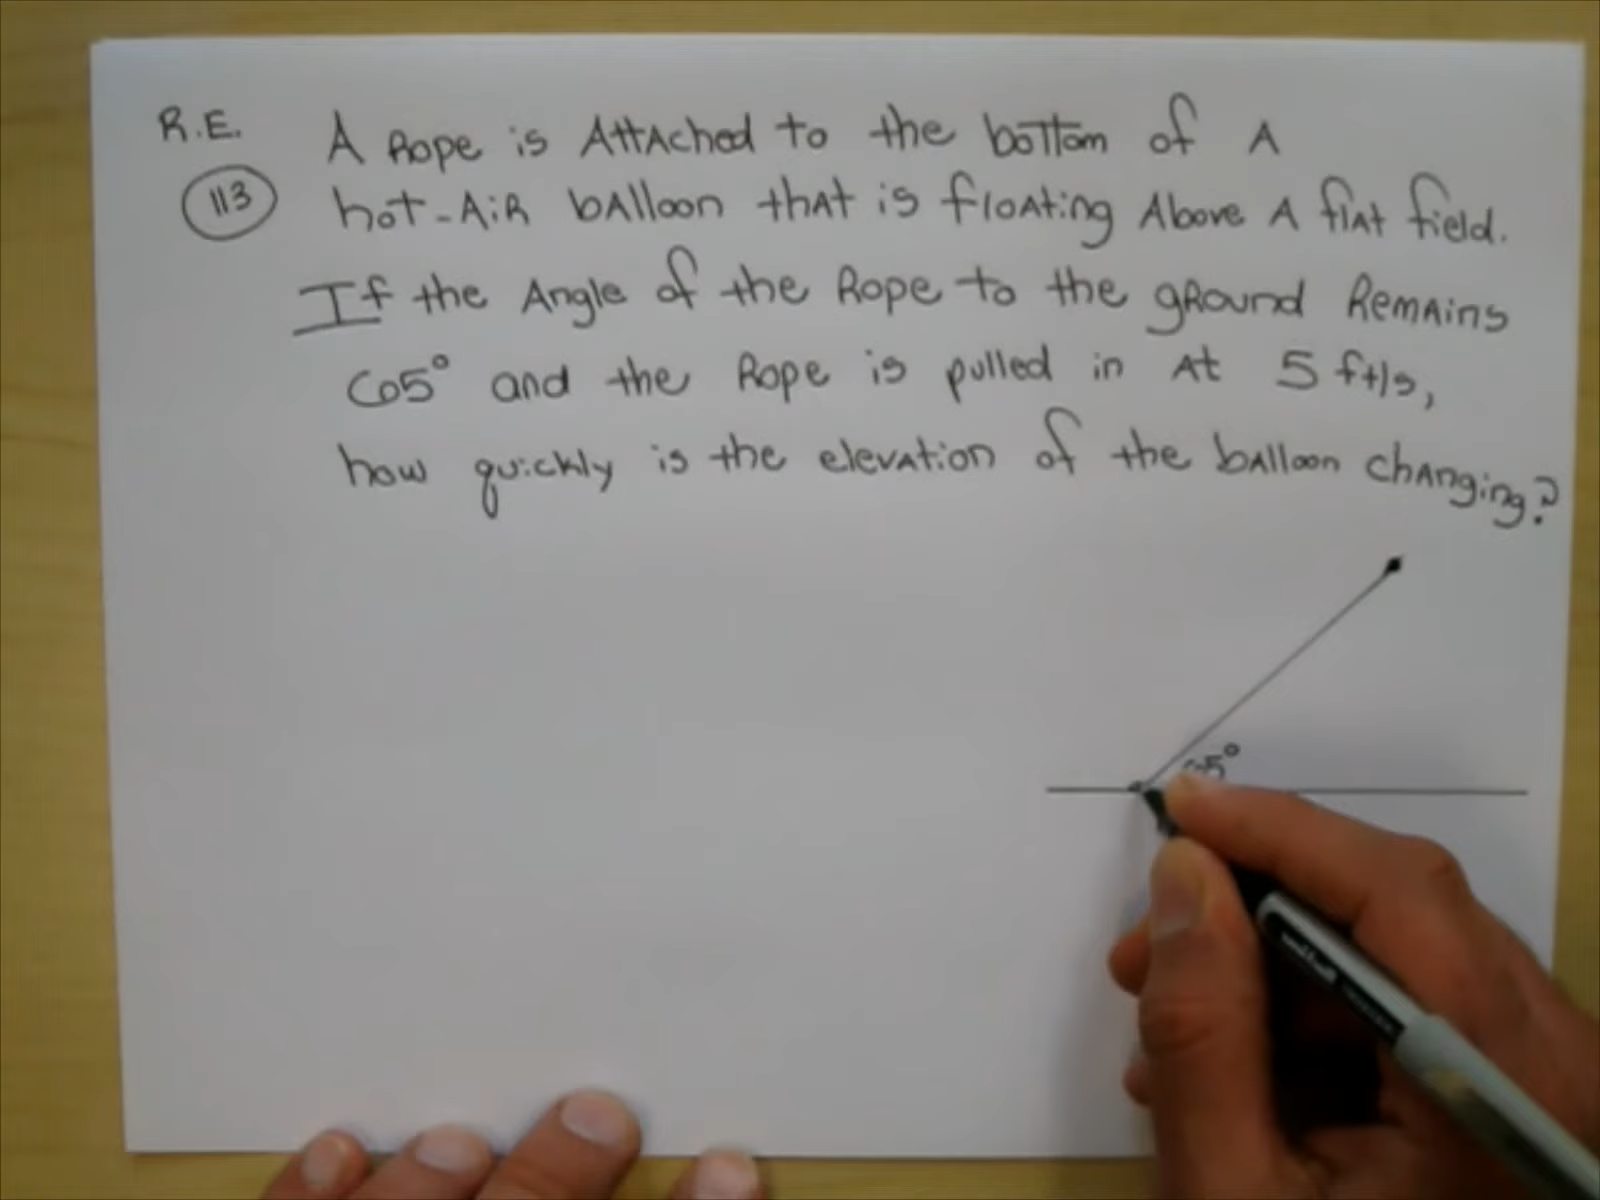 R.E. A Rope is Attached to the bottom of A
113 hot-Air balloon that is floating Above A flat field.
If the Angle of the Rope to the ground Remains
65° and the Rope is pulled in at 5 ft/s,
how quickly is the elevation of the balloon changing?
65°